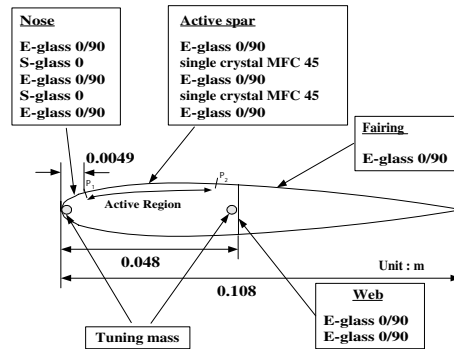 Nose
E-glass 0/90
S-glass 0
E-glass 0/90
S-glass 0
E-glass 0/90
Active spar
E-glass 0/90
single crystal MFC 45
E-glass 0/90
single crystal MFC 45
E-glass 0/90
Fairing
E-glass 0/90
0.0049
P1
P2
Active Region
0.048
Unit : m
0.108
Tuning mass
Web
E-glass 0/90
E-glass 0/90